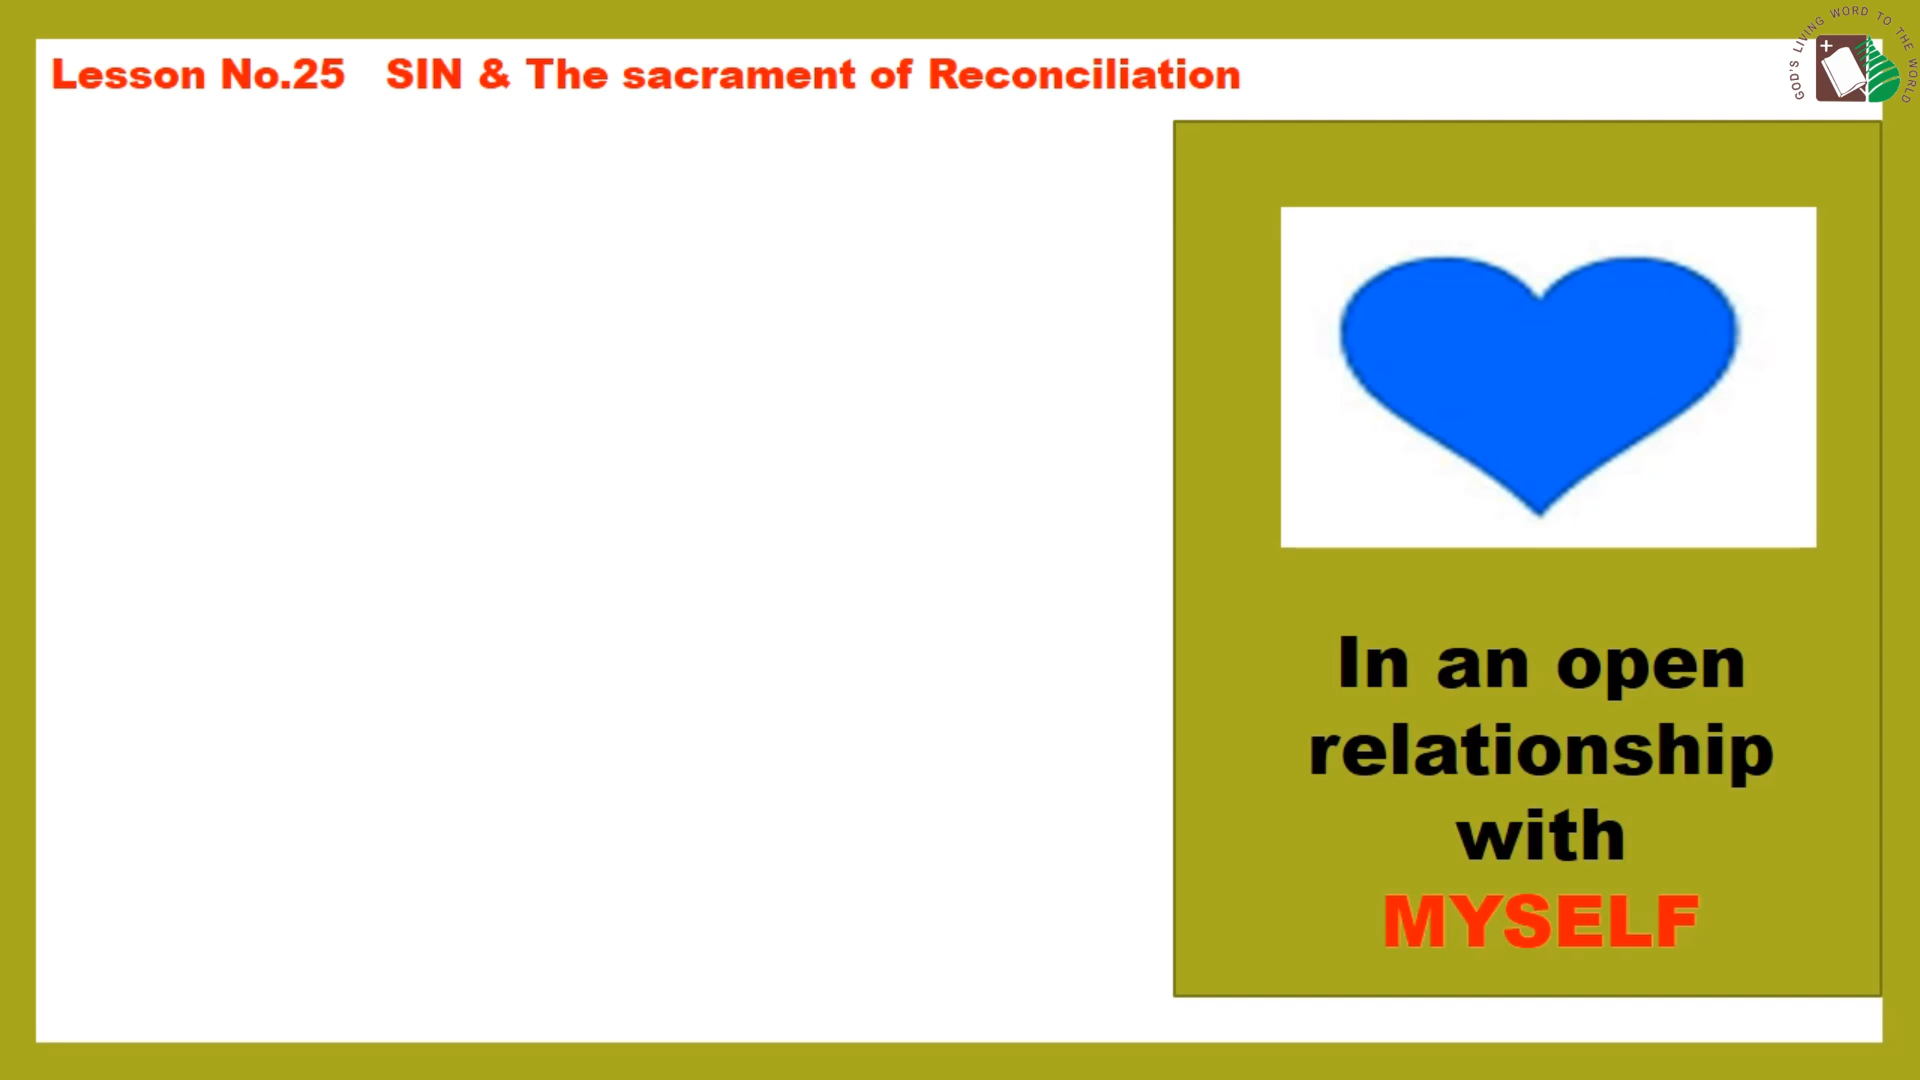 Lesson No.25 SIN & The sacrament of Reconciliation
GOD'S LIVING WORD TO THE WORLD
In an open
relationship
with
MYSELF